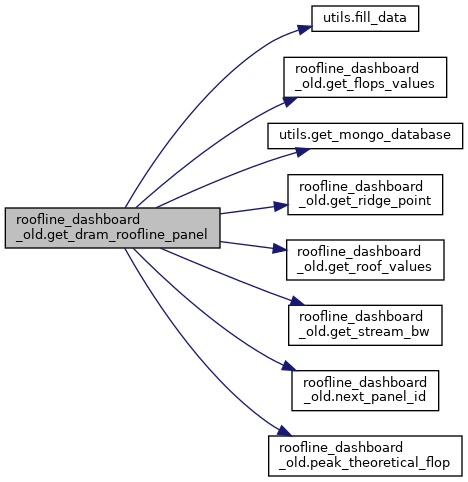 utils.fill_data
roofline_dashboard
_old.get_flops_values
utils.get_mongo_database
roofline_dashboard
_old.get_ridge_point
roofline_dashboard
_old.get_dram_roofline_panel
roofline_dashboard
_old.get_roof_values
roofline_dashboard
_old.get_stream_bw
roofline_dashboard
_old.next_panel_id
roofline_dashboard
_old.peak_theoretical_flop